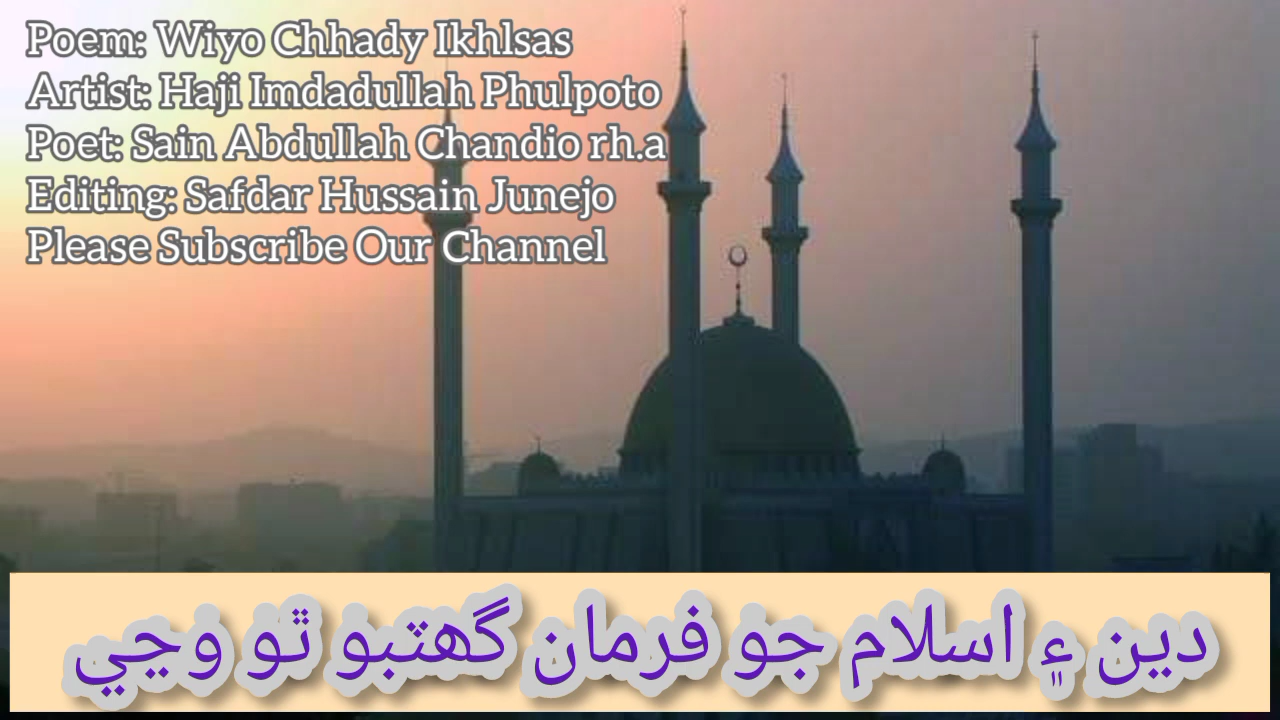 Poem: Wiyo Chhady Ikhlsas
Artist: Haji Imdadullah Phulpoto
Poet: Sain Abdullah Chandio rh.a
Editing: Safdar Hussain Junejo
Please Subscribe Our Channel
دين ۽ اسلام جو فرمان گهٽبو ٿو وڃي